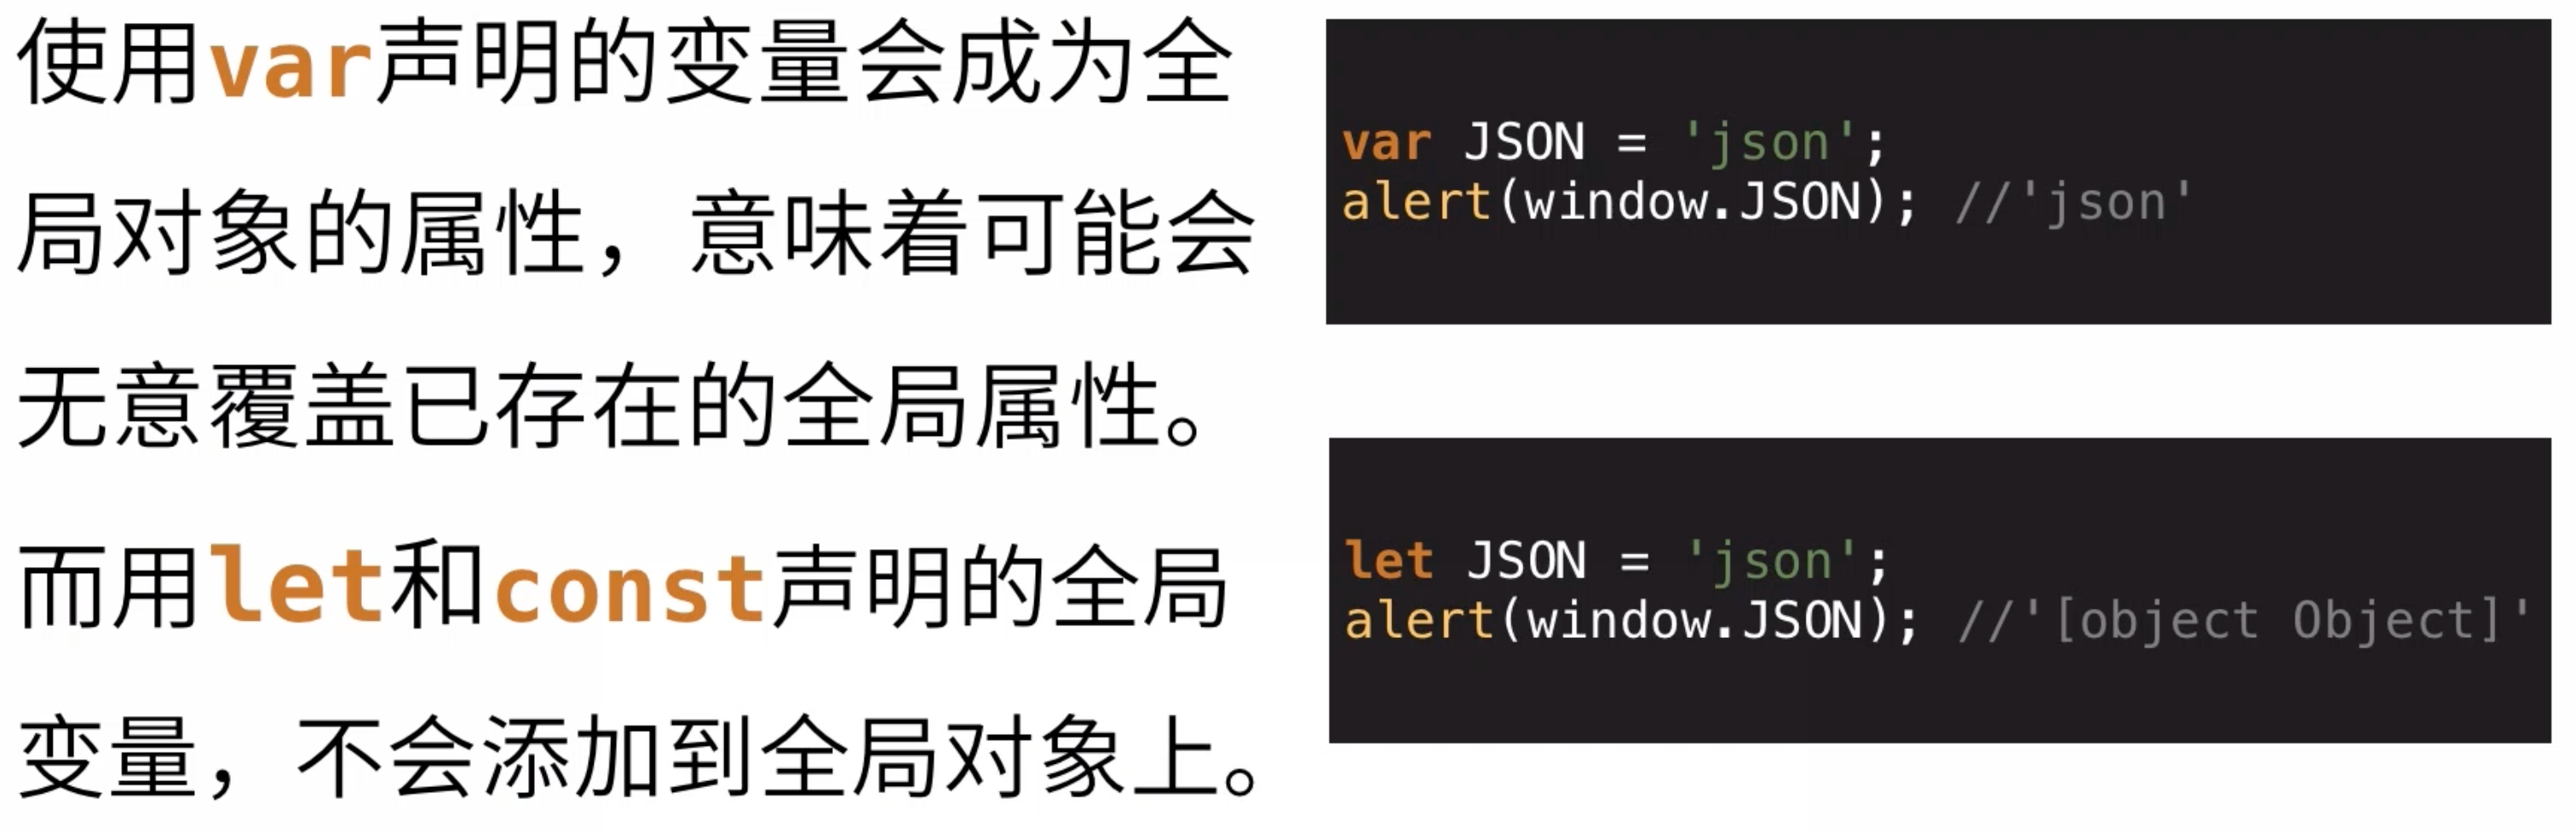 使用var声明的变量会成为全
局对象的属性，意味着可能会
无意覆盖已存在的全局属性。
而用let和const声明的全局
变量，不会添加到全局对象上。
var JSON = 'json';
alert(window.JSON); //'json'
let JSON = 'json';
alert(window.JSON); //'[object Object]'